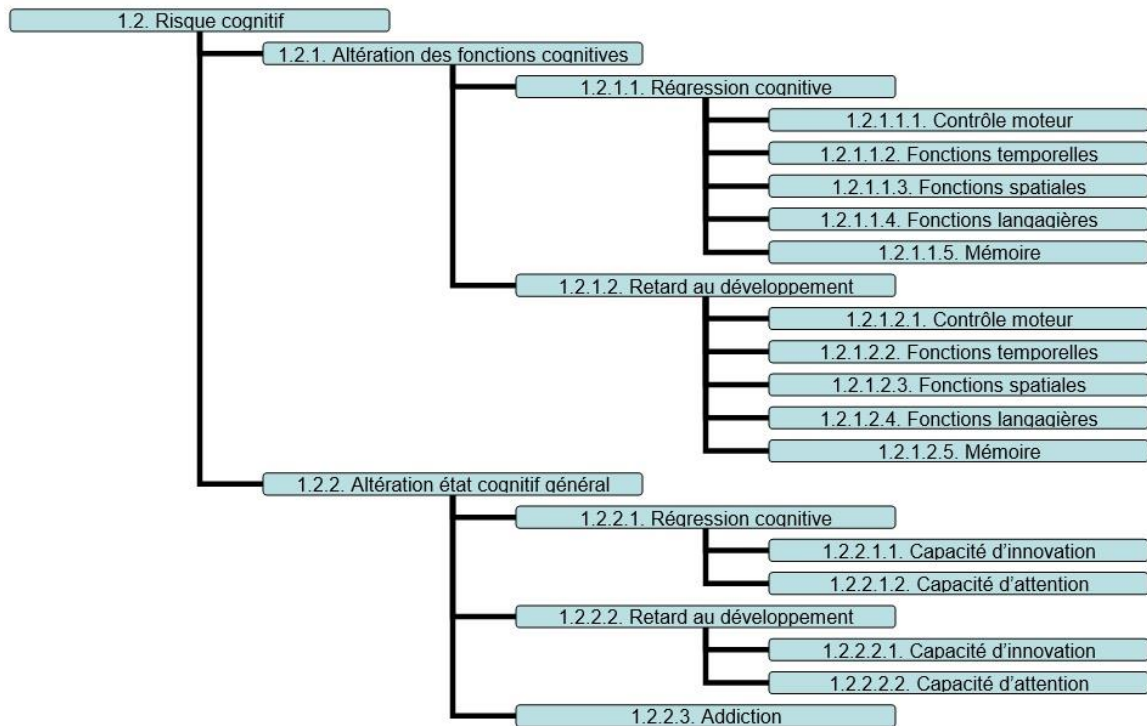 1.2. Risque cognitif
1.2.1. Altération des fonctions cognitives
1.2.1.1. Régression cognitive
1.2.1.1.1. Contrôle moteur
1.2.1.1.2. Fonctions temporelles
1.2.1.1.3. Fonctions spatiales
1.2.1.1.4. Fonctions langagières
1.2.1.1.5. Mémoire
1.2.1.2. Retard au développement
1.2.1.2.1. Contrôle moteur
1.2.1.2.2. Fonctions temporelles
1.2.1.2.3. Fonctions spatiales
1.2.1.2.4. Fonctions langagières
1.2.1.2.5. Mémoire
1.2.2. Altération état cognitif général
1.2.2.1. Régression cognitive
1.2.2.1.1. Capacité d’innovation
1.2.2.1.2. Capacité d’attention
1.2.2.2. Retard au développement
1.2.2.2.1. Capacité d’innovation
1.2.2.2.2. Capacité d’attention
1.2.2.3. Addiction